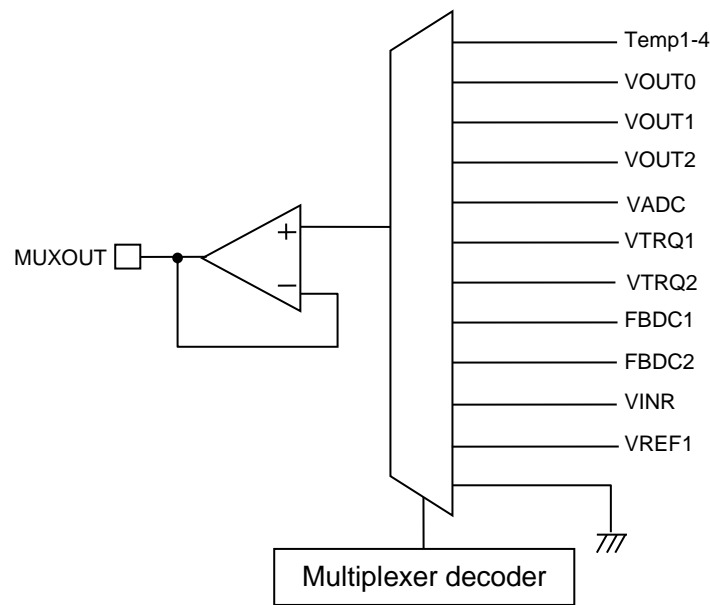 Temp1-4
VOUT0
VOUT1
VOUT2
VADC
VTRQ1
VTRQ2
FBDC1
FBDC2
VINR
VREF1
MUXOUT
+
−
Multiplexer decoder